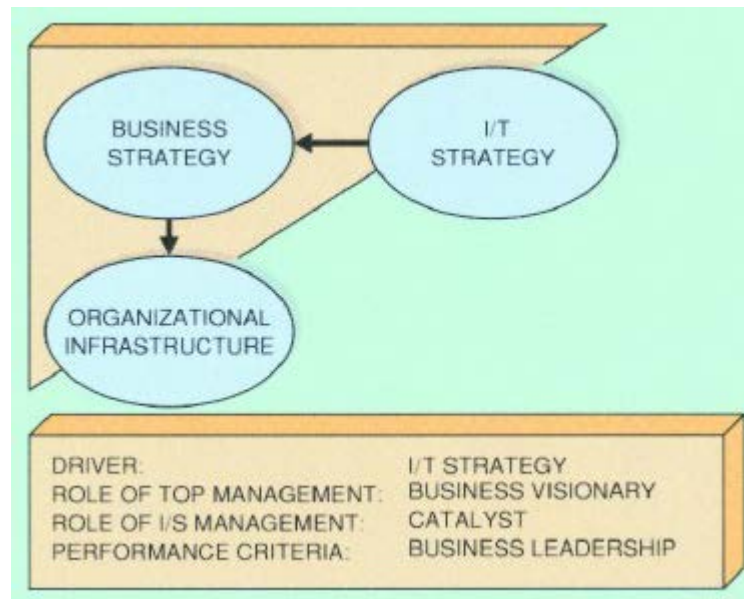 BUSINESS
STRATEGY
I/T
STRATEGY
ORGANIZATIONAL
INFRASTRUCTURE
DRIVER: I/T STRATEGY
ROLE OF TOP MANAGEMENT: BUSINESS VISIONARY
ROLE OF I/S MANAGEMENT: CATALYST
PERFORMANCE CRITERIA: BUSINESS LEADERSHIP